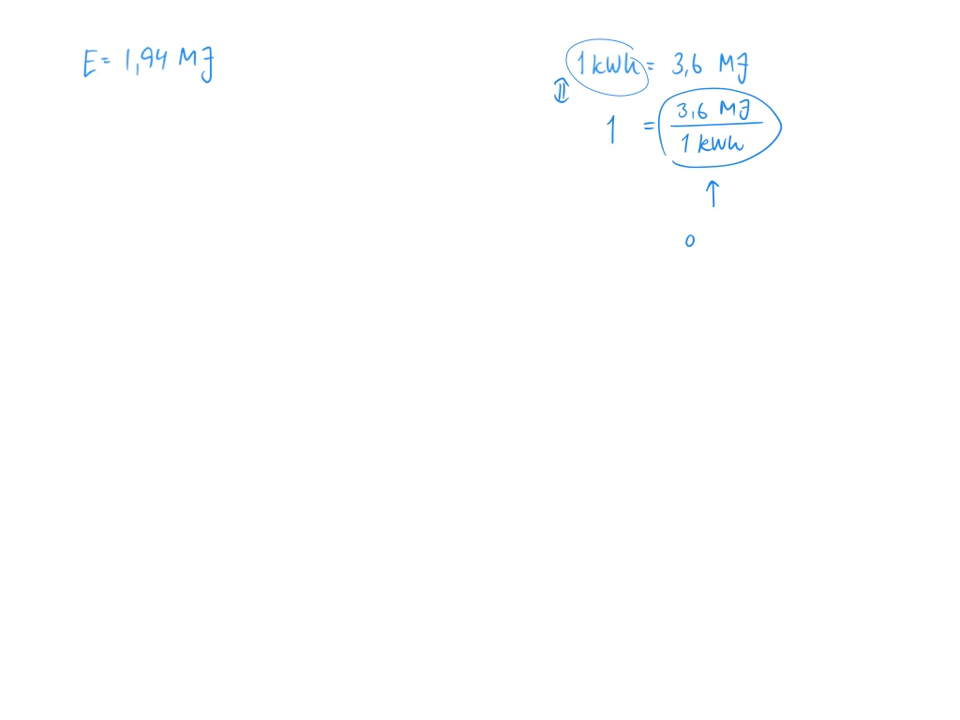 E = 1,94 MJ
1 kWh = 3,6 MJ
⇕
1 = 3,6 MJ / 1 kWh
↑
o